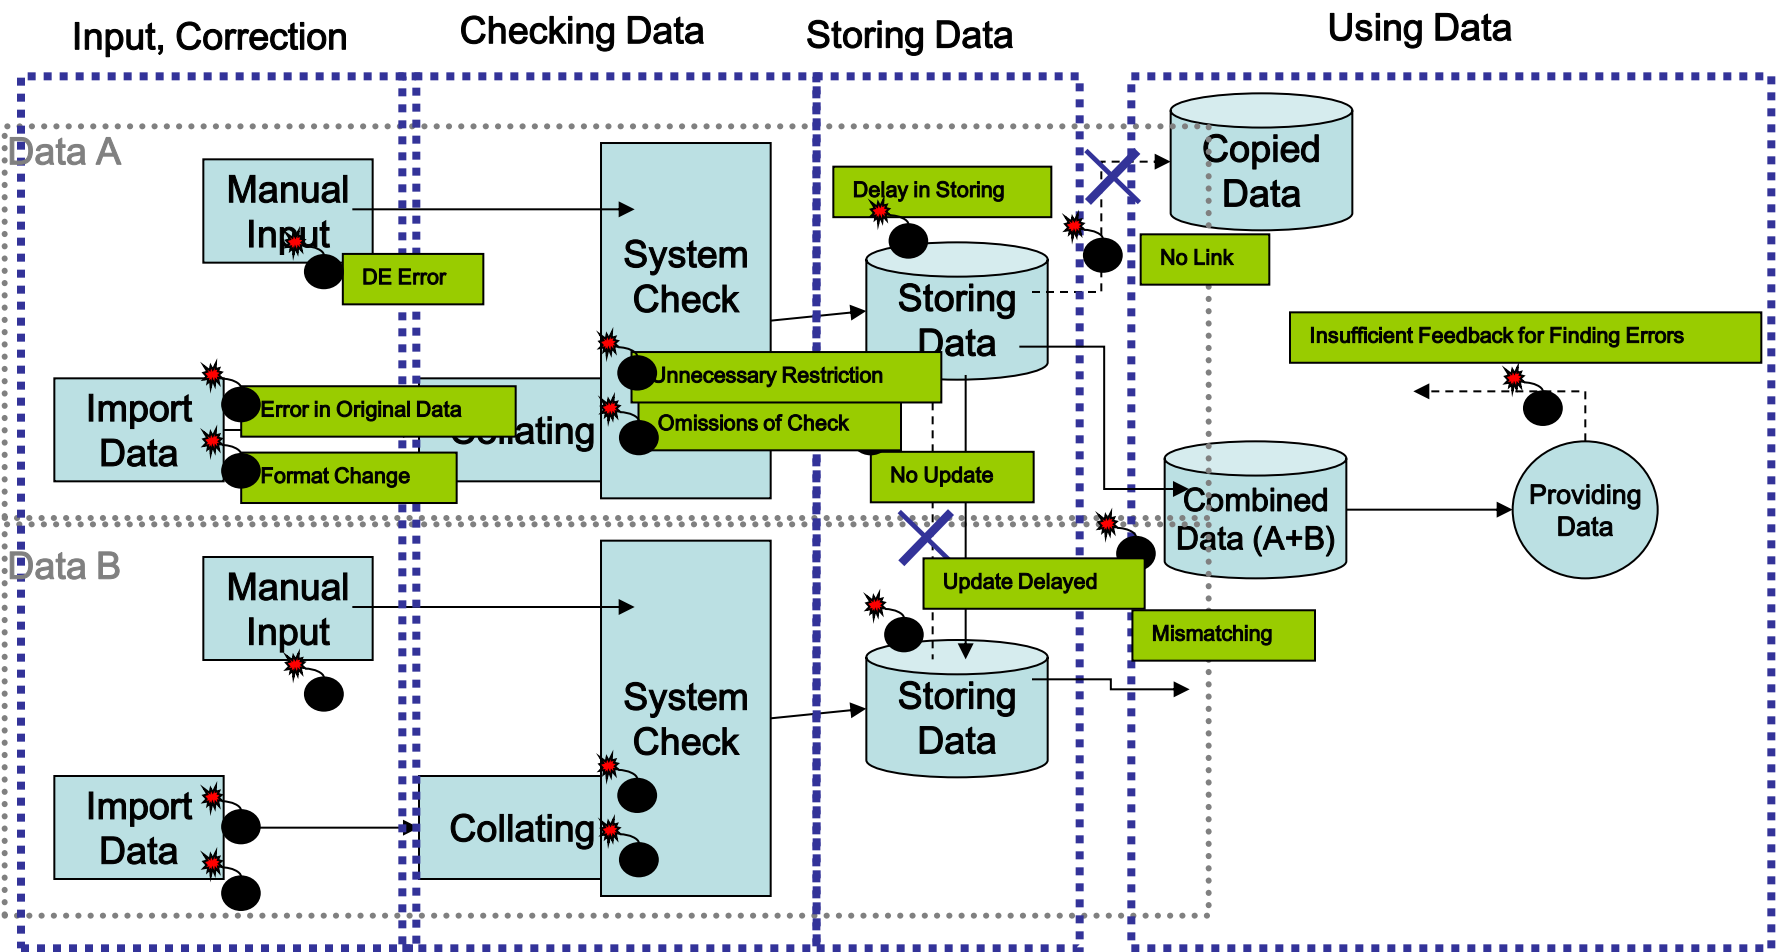 Input, Correction
Checking Data
Storing Data
Using Data
Data A
Manual
Input
DE Error
System
Check
Delay in Storing
Storing
Data
Copied
Data
No Link
Insufficient Feedback for Finding Errors
Import
Data
Error in Original Data
Format Change
Collating
Unnecessary Restriction
Omissions of Check
No Update
Combined
Data (A+B)
Providing
Data
Data B
Manual
Input
Update Delayed
Mismatching
System
Check
Storing
Data
Import
Data
Collating